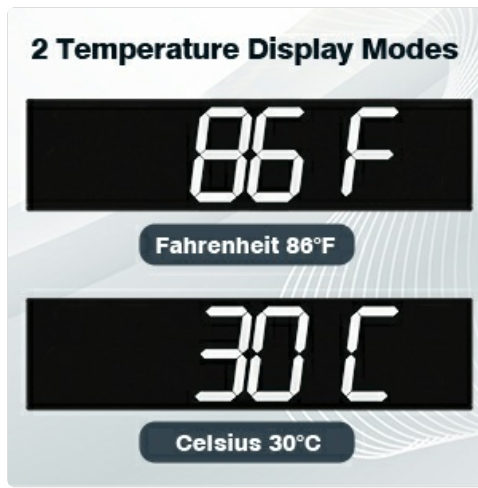 2 Temperature Display Modes
86 F
Fahrenheit 86°F
30 C
Celsius 30°C